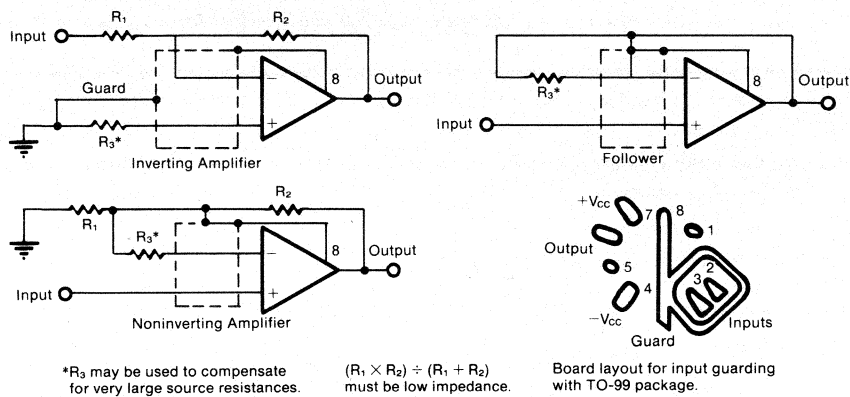 R1
R2
Input
8
Output
Guard
−
+
R3*
Inverting Amplifier
8
Output
R3*
−
+
Input
Follower
R2
R1
R3*
8
Output
−
+
Input
Noninverting Amplifier
+VCC
7
8
1
Output
2
5
3
4
−VCC
Inputs
Guard
*R3 may be used to compensate
for very large source resistances.
(R1 × R2) ÷ (R1 + R2)
must be low impedance.
Board layout for input guarding
with TO-99 package.